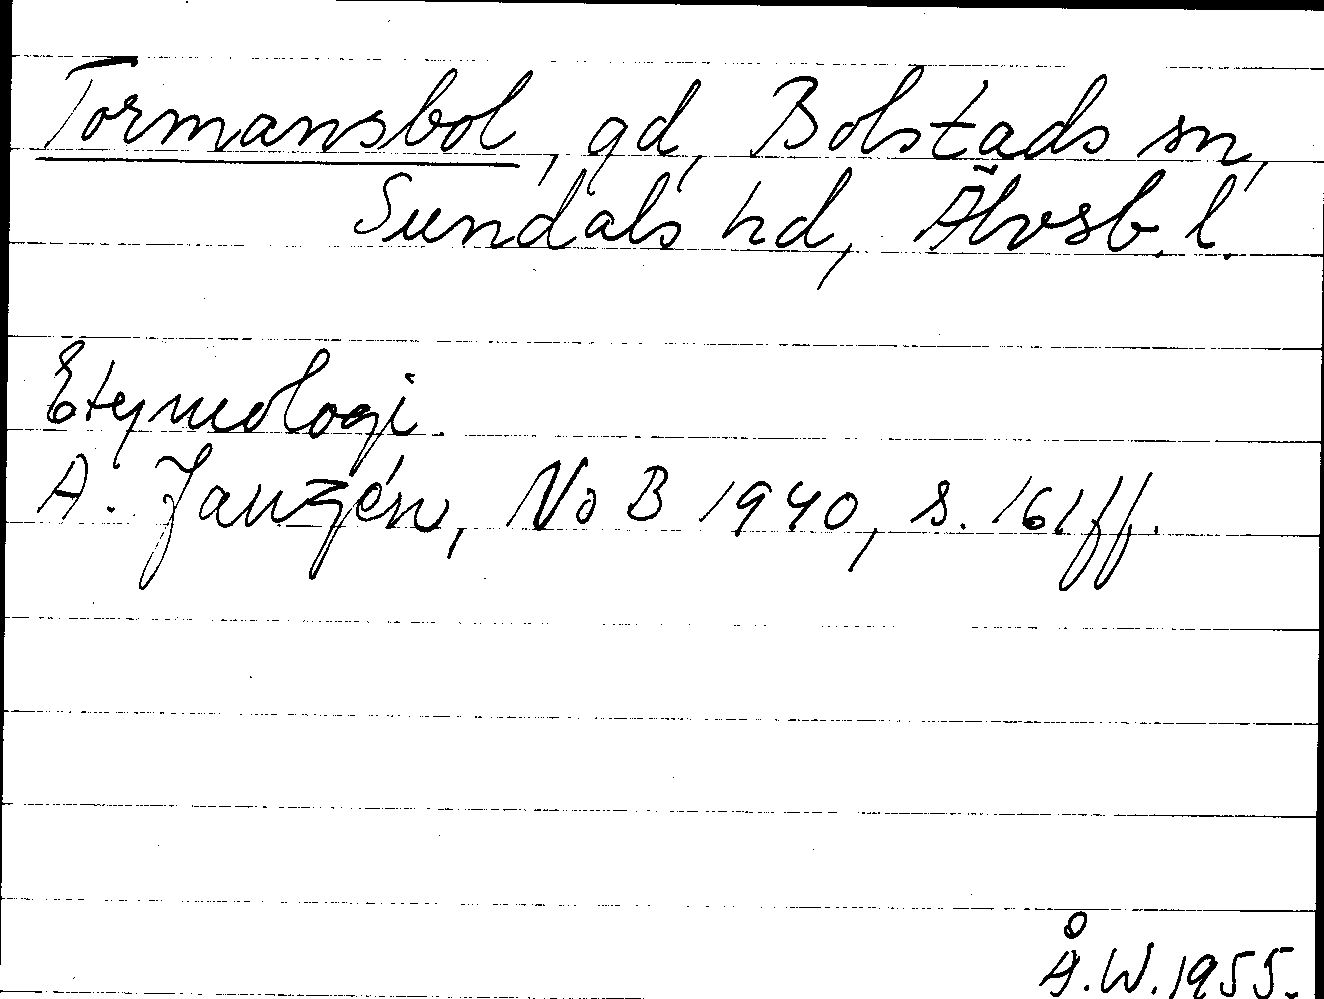 Tormansbol, gd, Bolstads sn,
Sundals hd, Älvsb. l.
Etymologi.
A. Janzén, NoB 1940, s. 161ff.
Å.W. 1955.